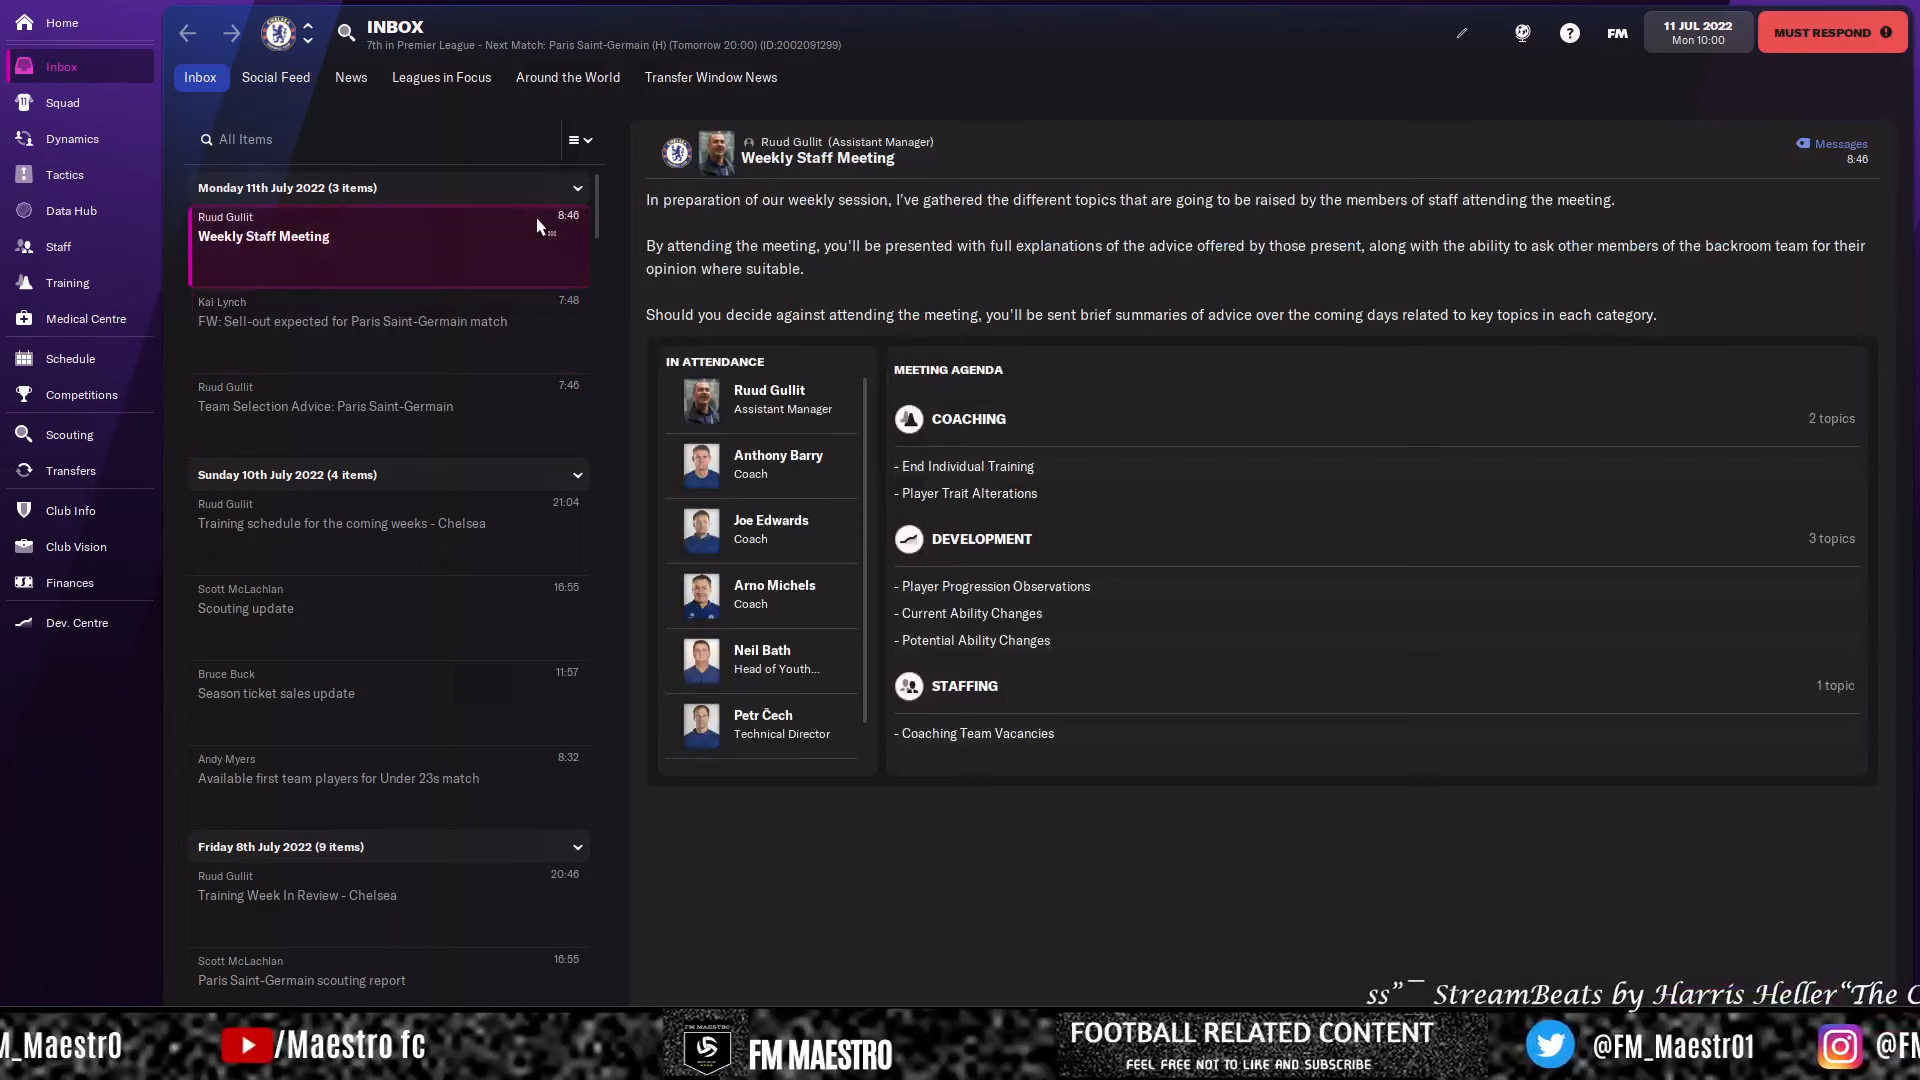 Home
Inbox
Squad
Dynamics
Tactics
Data Hub
Staff
Training
Medical Centre
Schedule
Competitions
Scouting
Transfers
Club Info
Club Vision
Finances
Dev. Centre
INBOX
7th in Premier League - Next Match: Paris Saint-Germain (H) (Tomorrow 20:00) (ID:2002091299)
FM
11 JUL 2022
Mon 10:00
MUST RESPOND
Inbox Social Feed News Leagues in Focus Around the World Transfer Window News
All Items
Monday 11th July 2022 (3 items)
Ruud Gullit 8:46
Weekly Staff Meeting
Kai Lynch 7:48
FW: Sell-out expected for Paris Saint-Germain match
Ruud Gullit 7:46
Team Selection Advice: Paris Saint-Germain
Sunday 10th July 2022 (4 items)
Ruud Gullit 21:04
Training schedule for the coming weeks - Chelsea
Scott McLachlan 16:55
Scouting update
Bruce Buck 11:57
Season ticket sales update
Andy Myers 8:32
Available first team players for Under 23s match
Friday 8th July 2022 (9 items)
Ruud Gullit 20:46
Training Week In Review - Chelsea
Scott McLachlan 16:55
Paris Saint-Germain scouting report
Ruud Gullit (Assistant Manager)
Weekly Staff Meeting
Messages
8:46
In preparation of our weekly session, I've gathered the different topics that are going to be raised by the members of staff attending the meeting.
By attending the meeting, you'll be presented with full explanations of the advice offered by those present, along with the ability to ask other members of the backroom team for their
opinion where suitable.
Should you decide against attending the meeting, you'll be sent brief summaries of advice over the coming days related to key topics in each category.
IN ATTENDANCE
Ruud Gullit
Assistant Manager
Anthony Barry
Coach
Joe Edwards
Coach
Arno Michels
Coach
Neil Bath
Head of Youth...
Petr Čech
Technical Director
MEETING AGENDA
COACHING 2 topics
- End Individual Training
- Player Trait Alterations
DEVELOPMENT 3 topics
- Player Progression Observations
- Current Ability Changes
- Potential Ability Changes
STAFFING 1 topic
- Coaching Team Vacancies
ss”¯ StreamBeats by Harris Heller“The C
M_Maestr0
/Maestro fc
FM MAESTRO
FM MAESTRO
FOOTBALL RELATED CONTENT
FEEL FREE NOT TO LIKE AND SUBSCRIBE
@FM_Maestr01
@FM